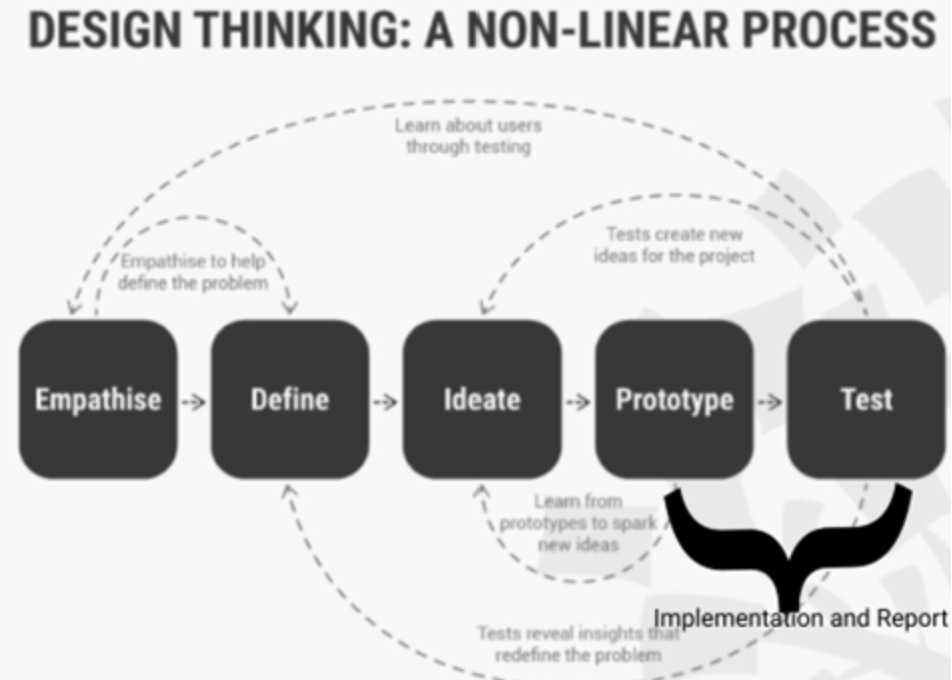 DESIGN THINKING: A NON-LINEAR PROCESS
Learn about users
through testing
Tests create new
ideas for the project
Empathise to help
define the problem
Empathise
Define
Ideate
Prototype
Test
Learn from
prototypes to spark
new ideas
Implementation and Report
Tests reveal insights that
redefine the problem